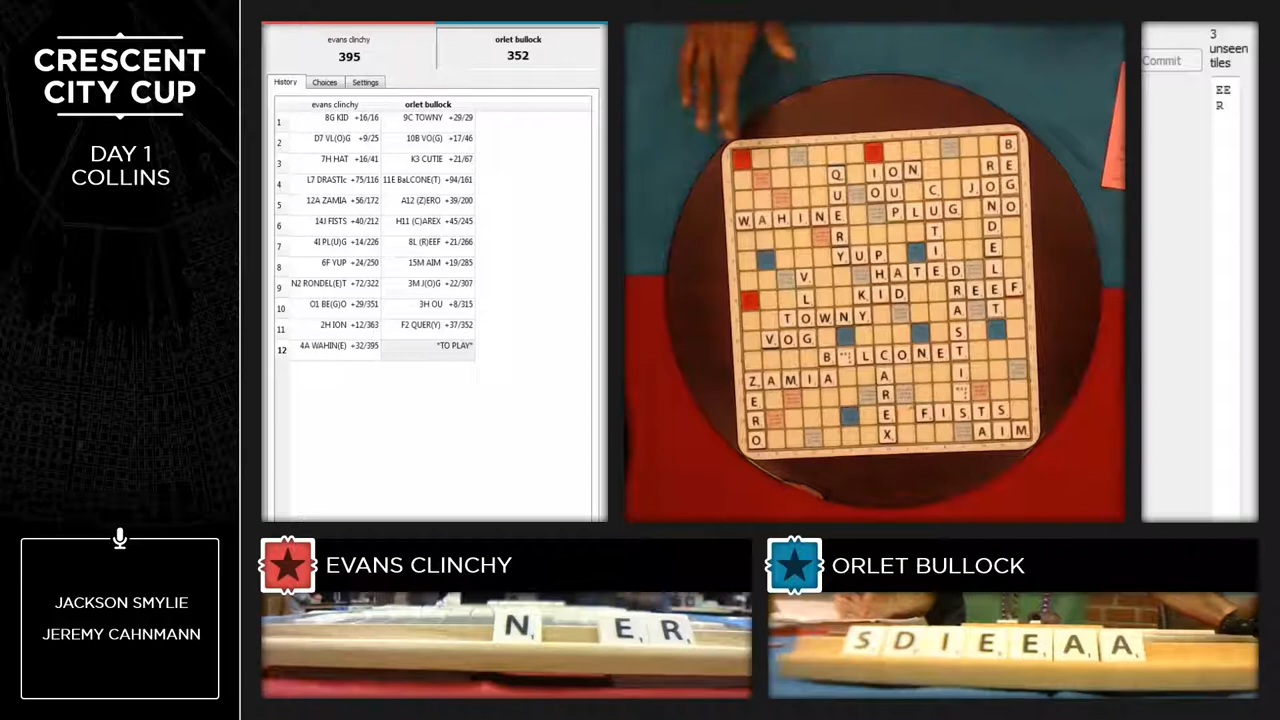 CRESCENT
CITY CUP
DAY 1
COLLINS
JACKSON SMYLIE
JEREMY CAHNMANN
evans clinchy
395
orlet bullock
352
History Choices Settings
evans clinchy orlet bullock
1 8G KID +16/16 9C TOWNY +29/29
2 D7 VL(O)G +9/25 10B VO(G) +17/46
3 7H HAT +16/41 K3 CUTIE +21/67
4 L7 DRASTIc +75/116 11E BaLCONE(T) +94/161
5 12A ZAMIA +56/172 A12 (Z)ERO +39/200
6 14J FISTS +40/212 H11 (C)AREX +45/245
7 4I PL(U)G +14/226 8L (R)EEF +21/266
8 6F YUP +24/250 15M AIM +19/285
9 N2 RONDEL(E)T +72/322 3M J(O)G +22/307
10 O1 BE(G)O +29/351 3H OU +8/315
11 2H ION +12/363 F2 QUER(Y) +37/352
12 4A WAHIN(E) +32/395 *TO PLAY*
Commit
3
unseen
tiles
EE
R
B
Q I O N R E
U O U C J O G
W A H I N E P L U G N O
R T D
Y U P I E
V H A T E D L
L K I D R E E F
T O W N Y A T
V O G S
B L C O N E T
Z A M I A A I
E R
R E F I S T S
O X A I M
EVANS CLINCHY
ORLET BULLOCK
N E R
S D I E E A A